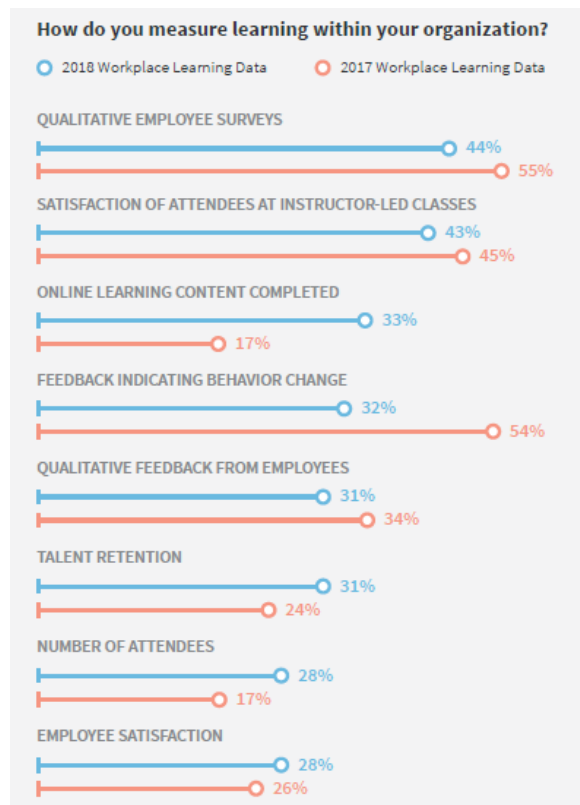 How do you measure learning within your organization?
2018 Workplace Learning Data 2017 Workplace Learning Data
QUALITATIVE EMPLOYEE SURVEYS
44%
55%
SATISFACTION OF ATTENDEES AT INSTRUCTOR-LED CLASSES
43%
45%
ONLINE LEARNING CONTENT COMPLETED
33%
17%
FEEDBACK INDICATING BEHAVIOR CHANGE
32%
54%
QUALITATIVE FEEDBACK FROM EMPLOYEES
31%
34%
TALENT RETENTION
31%
24%
NUMBER OF ATTENDEES
28%
17%
EMPLOYEE SATISFACTION
28%
26%